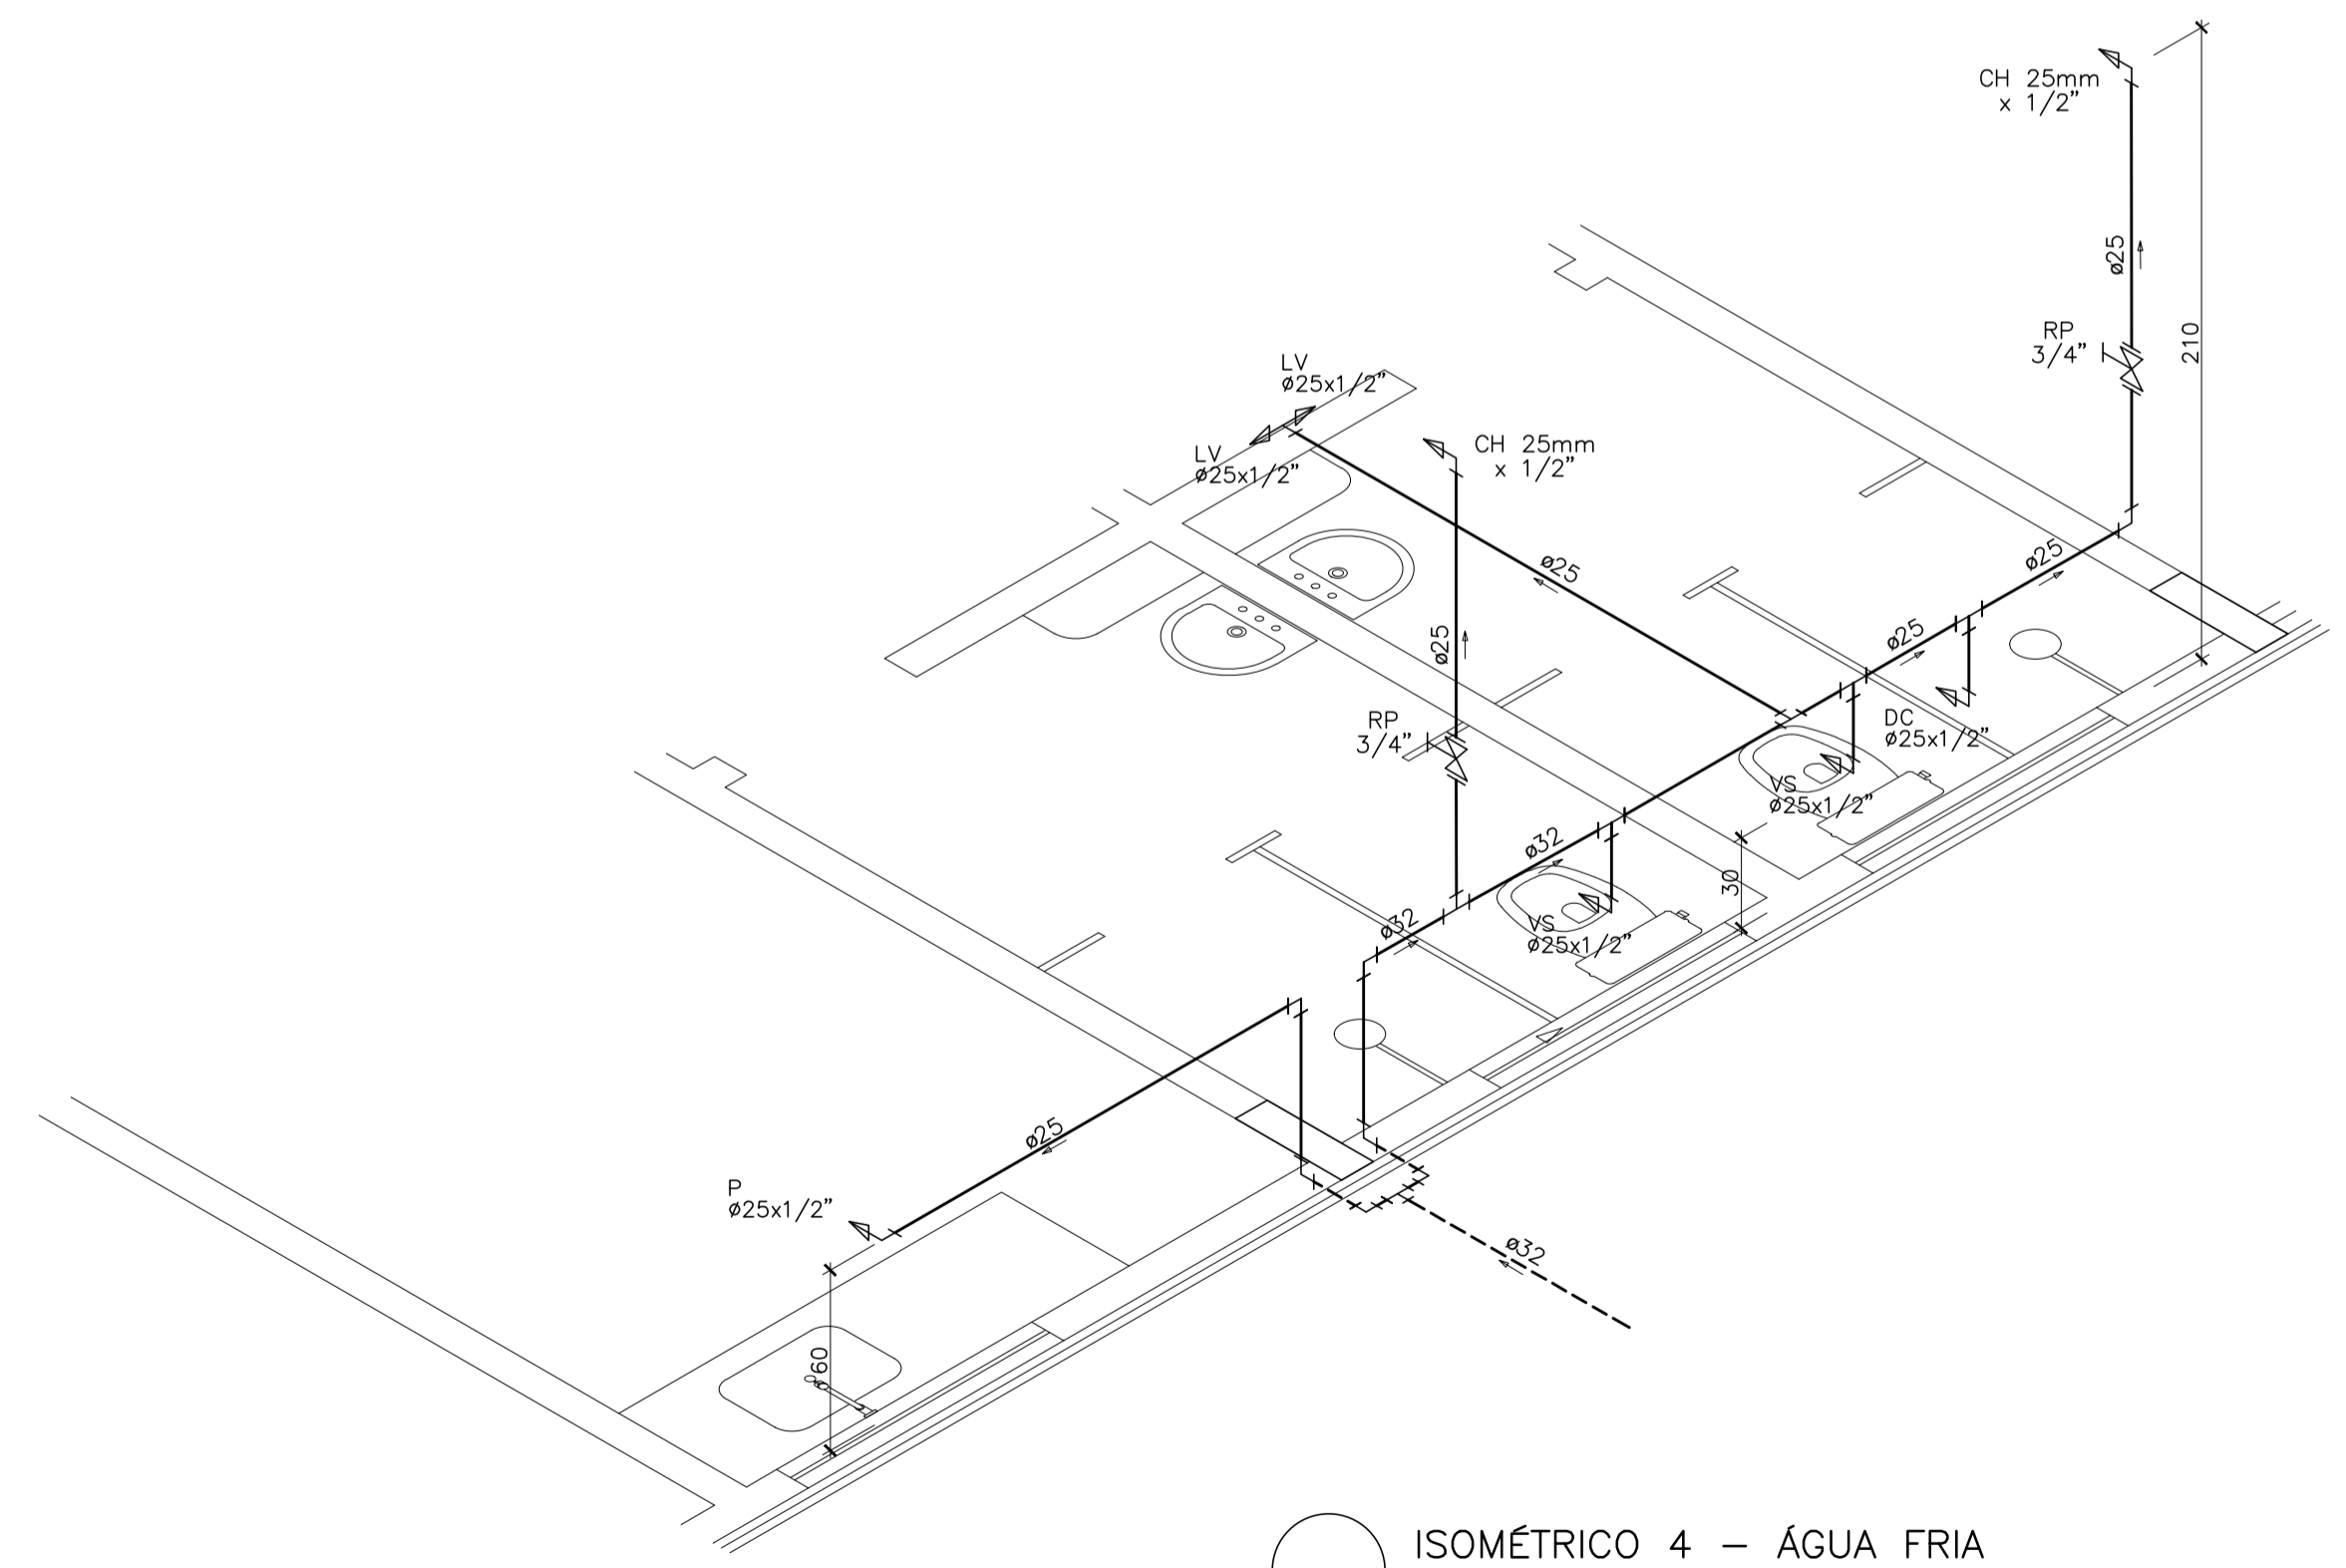 CH 25mm
x 1/2"
ø25
RP
3/4"
210
LV
ø25x1/2"
LV
ø25x1/2"
CH 25mm
x 1/2"
ø25
ø25
ø25
ø25
RP
3/4"
DC
ø25x1/2"
VS
ø25x1/2"
ø32
30
ø32
VS
ø25x1/2"
ø25
P
ø25x1/2"
ø32
60
ISOMÉTRICO 4 - ÁGUA FRIA